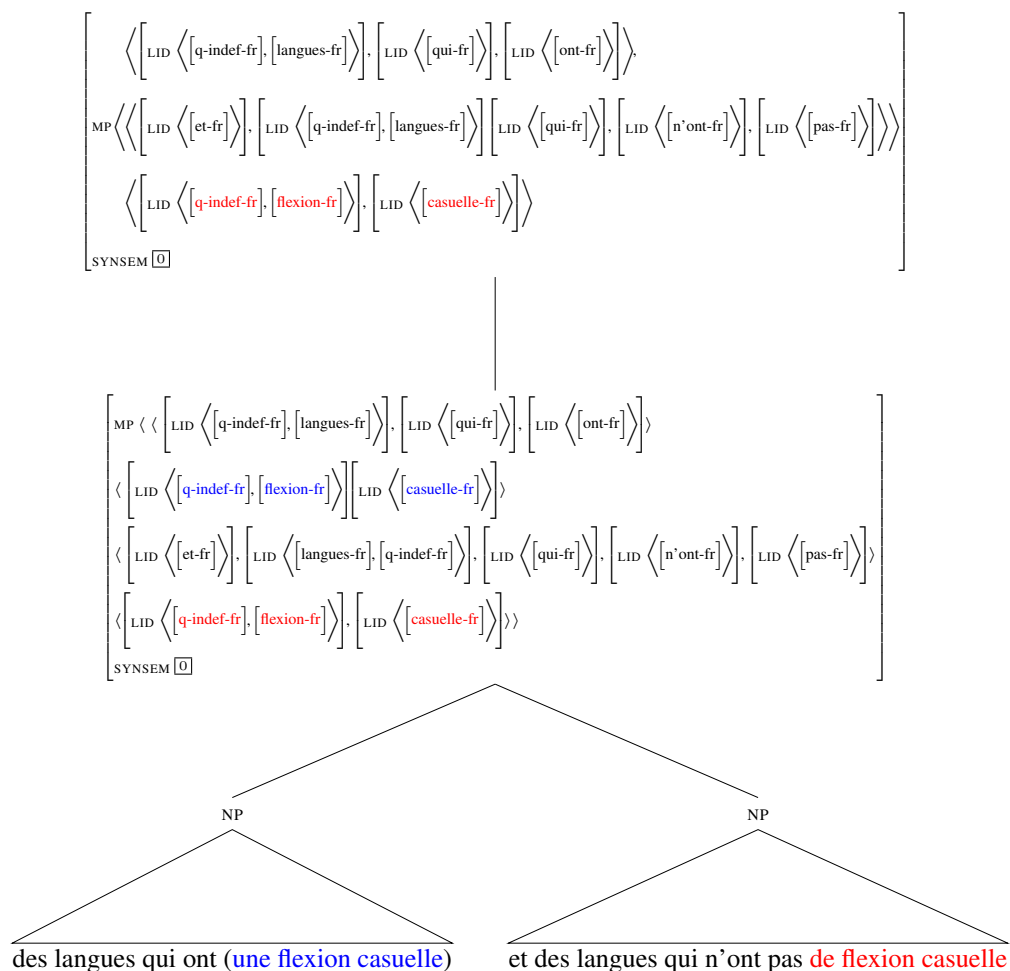 ⟨[LID ⟨[q-indef-fr], [langues-fr]⟩], [LID ⟨[qui-fr]⟩], [LID ⟨[ont-fr]⟩]⟩,
MP ⟨⟨⟨[LID ⟨[et-fr]⟩], [LID ⟨[q-indef-fr], [langues-fr]⟩] [LID ⟨[qui-fr]⟩], [LID ⟨[n'ont-fr]⟩], [LID ⟨[pas-fr]⟩]⟩⟩⟩
⟨[LID ⟨[q-indef-fr], [flexion-fr]⟩], [LID ⟨[casuelle-fr]⟩]⟩
SYNSEM 0
MP ⟨ ⟨ [LID ⟨[q-indef-fr], [langues-fr]⟩], [LID ⟨[qui-fr]⟩], [LID ⟨[ont-fr]⟩]⟩
⟨ [LID ⟨[q-indef-fr], [flexion-fr]⟩][LID ⟨[casuelle-fr]⟩]⟩
⟨ [LID ⟨[et-fr]⟩], [LID ⟨[langues-fr], [q-indef-fr]⟩], [LID ⟨[qui-fr]⟩], [LID ⟨[n'ont-fr]⟩], [LID ⟨[pas-fr]⟩]⟩
⟨[LID ⟨[q-indef-fr], [flexion-fr]⟩], [LID ⟨[casuelle-fr]⟩]⟩⟩
SYNSEM 0
NP NP
des langues qui ont (une flexion casuelle) et des langues qui n'ont pas de flexion casuelle